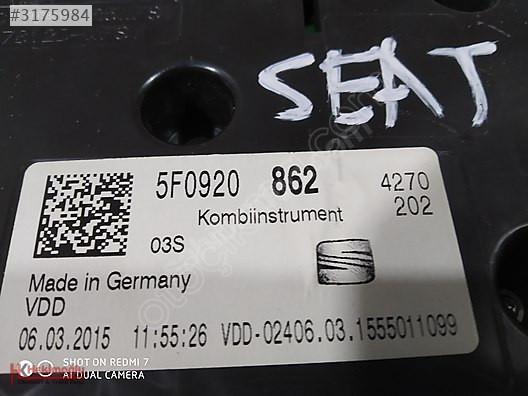 #3175984
SEAT
5F0920 862 4270
Kombiinstrument 202
03S
Made in Germany
VDD
06.03.2015 11:55:26 VDD-02406.03.1555011099
SHOT ON REDMI 7
AI DUAL CAMERA